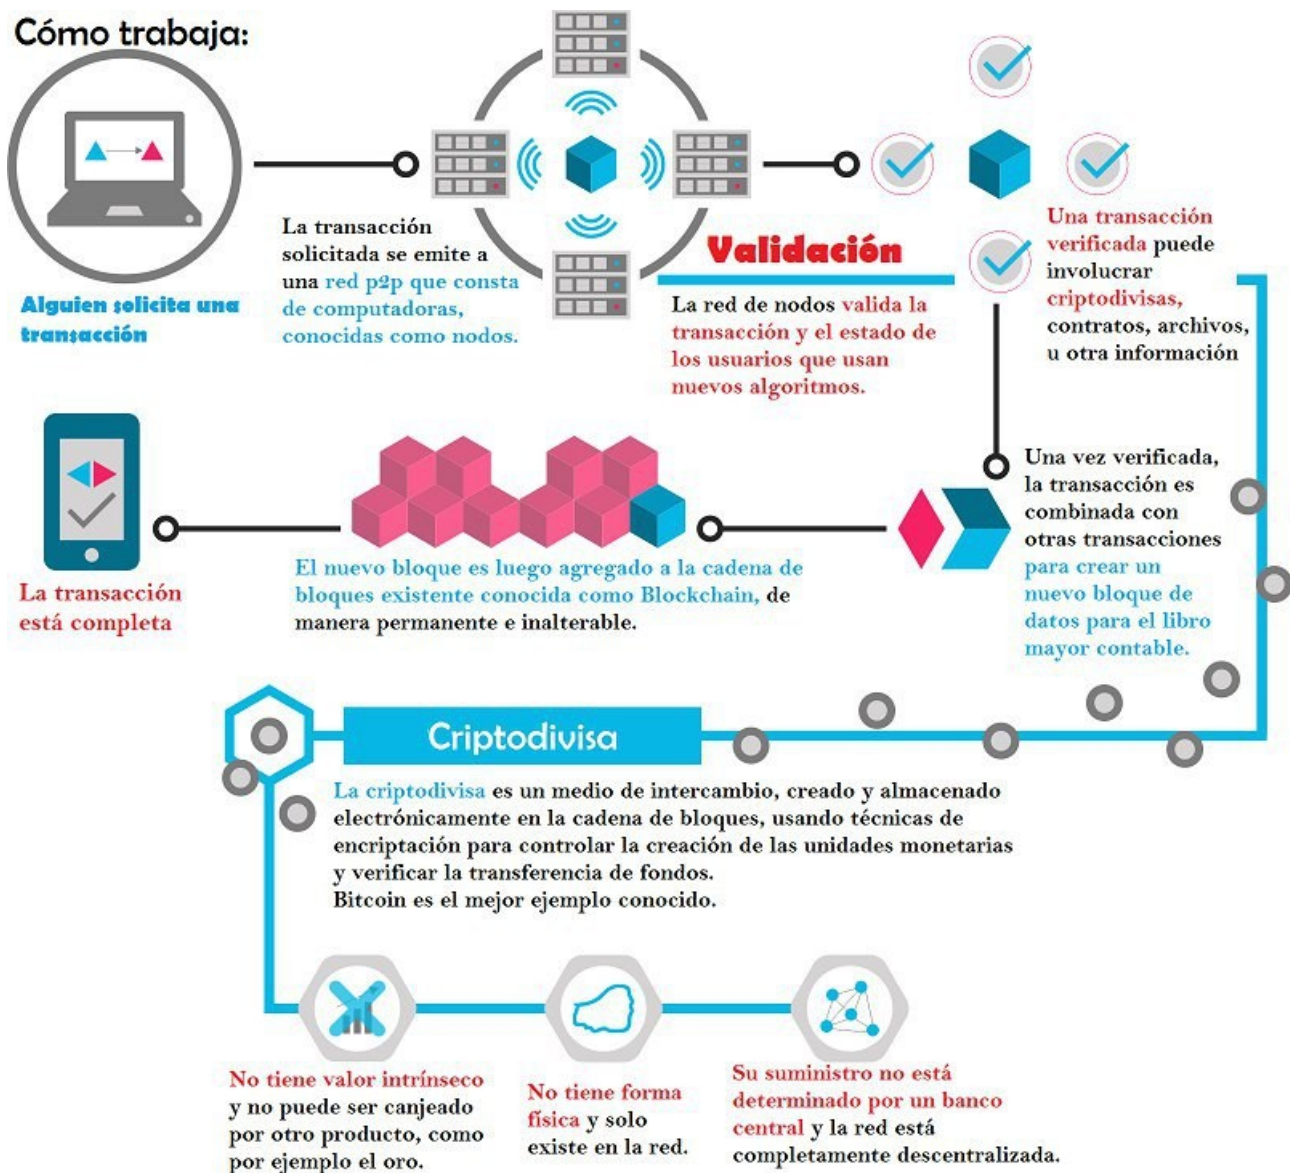 Cómo trabaja:
Alguien solicita una
transacción
La transacción
solicitada se emite a
una red p2p que consta
de computadoras,
conocidas como nodos.
Validación
La red de nodos valida la
transacción y el estado de
los usuarios que usan
nuevos algoritmos.
Una transacción
verificada puede
involucrar
criptodivisas,
contratos, archivos,
u otra información
Una vez verificada,
la transacción es
combinada con
otras transacciones
para crear un
nuevo bloque de
datos para el libro
mayor contable.
El nuevo bloque es luego agregado a la cadena de
bloques existente conocida como Blockchain, de
manera permanente e inalterable.
La transacción
está completa
Criptodivisa
La criptodivisa es un medio de intercambio, creado y almacenado
electrónicamente en la cadena de bloques, usando técnicas de
encriptación para controlar la creación de las unidades monetarias
y verificar la transferencia de fondos.
Bitcoin es el mejor ejemplo conocido.
No tiene valor intrínseco
y no puede ser canjeado
por otro producto, como
por ejemplo el oro.
No tiene forma
física y solo
existe en la red.
Su suministro no está
determinado por un banco
central y la red está
completamente descentralizada.